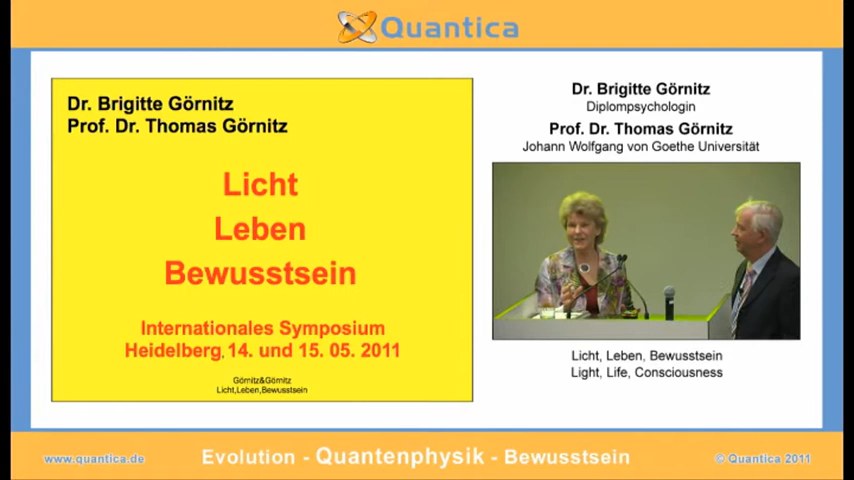 Quantica
Dr. Brigitte Görnitz
Prof. Dr. Thomas Görnitz
Licht
Leben
Bewusstsein
Internationales Symposium
Heidelberg, 14. und 15. 05. 2011
Görnitz&Görnitz
Licht,Leben,Bewusstsein
Dr. Brigitte Görnitz
Diplompsychologin
Prof. Dr. Thomas Görnitz
Johann Wolfgang von Goethe Universität
Licht, Leben, Bewusstsein
Light, Life, Consciousness
www.quantica.de
Evolution - Quantenphysik - Bewusstsein
© Quantica 2011